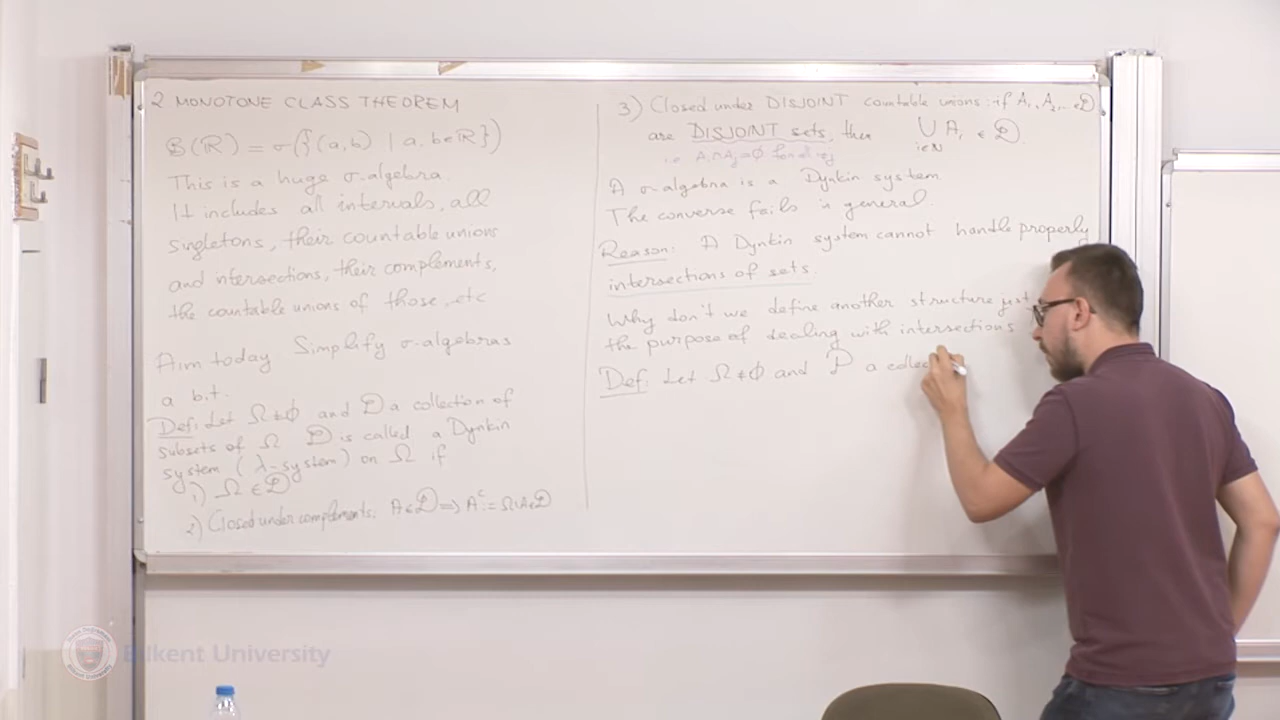 2 MONOTONE CLASS THEOREM
B(ℝ) = σ({(a,b) | a,b∈ℝ})
This is a huge σ-algebra.
It includes all intervals, all
singletons, their countable unions
and intersections, their complements,
the countable unions of those, etc
Aim today Simplify σ-algebras
a bit.
Def: Let Ω≠∅ and D a collection of
subsets of Ω D is called a Dynkin
system (λ-system) on Ω if
1) Ω∈D
2) Closed under complements: A∈D ⟹ A^c := Ω\A∈D
3) Closed under DISJOINT countable unions: if A₁, A₂,... ∈D
are DISJOINT sets, then ⋃_{i∈ℕ} A_i ∈ D.
i.e. A_i∩A_j=∅ for all i≠j
A σ-algebra is a Dynkin system
The converse fails in general.
Reason: A Dynkin system cannot handle properly
intersections of sets.
Why don't we define another structure just
the purpose of dealing with intersections
Def: Let Ω≠∅ and P a collec
Bilkent University